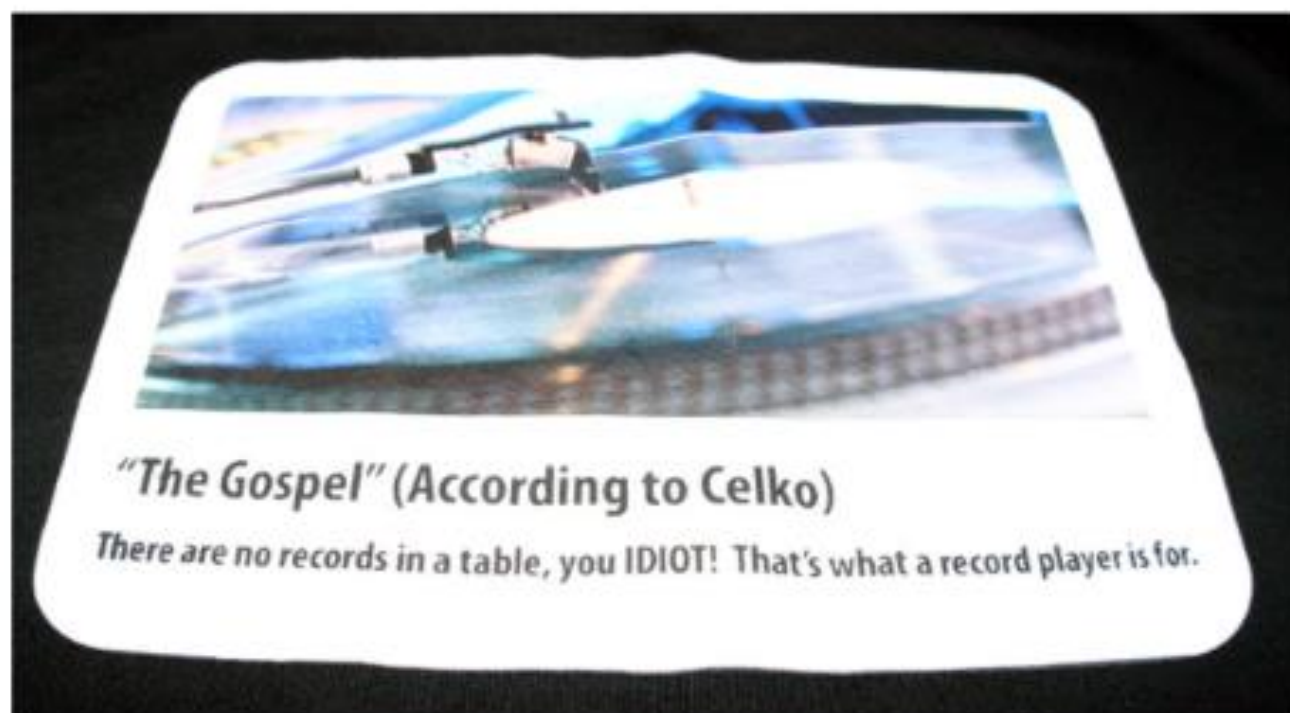 “The Gospel” (According to Celko)
There are no records in a table, you IDIOT! That’s what a record player is for.